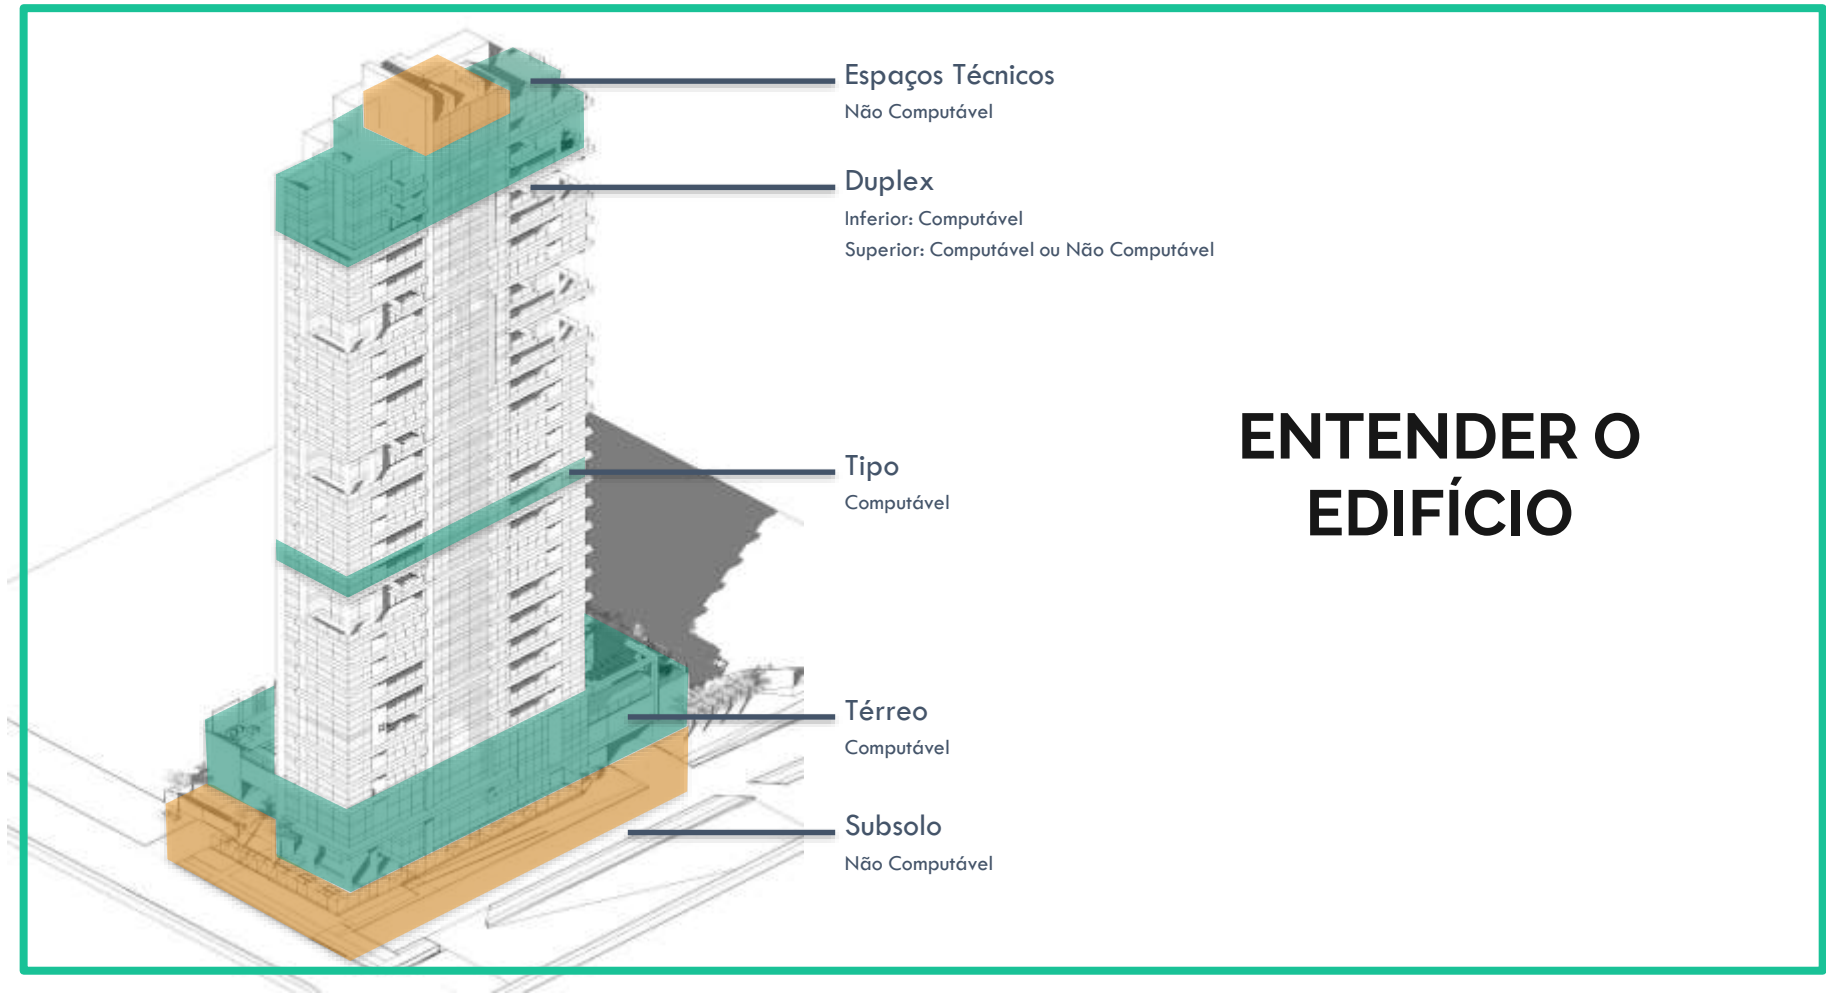 Espaços Técnicos
Não Computável
Duplex
Inferior: Computável
Superior: Computável ou Não Computável
Tipo
Computável
Térreo
Computável
Subsolo
Não Computável
ENTENDER O
EDIFÍCIO